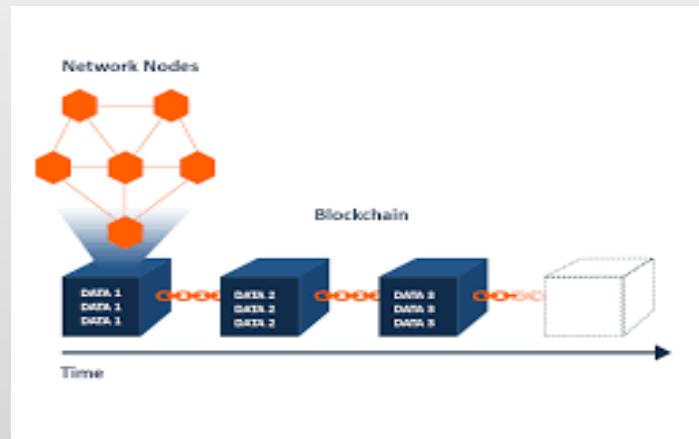 Network Nodes
Blockchain
DATA 1
DATA 1
DATA 1
DATA 2
DATA 2
DATA 2
DATA 3
DATA 3
DATA 3
Time